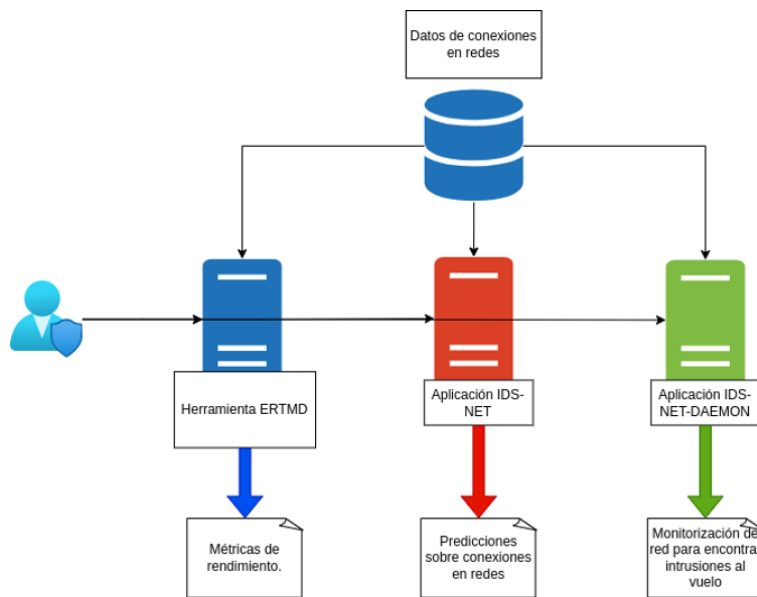 Datos de conexiones
en redes
Herramienta ERTMD
Aplicación IDS-
NET
Aplicación IDS-
NET-DAEMON
Métricas de
rendimiento.
Predicciones
sobre conexiones
en redes
Monitorización de
red para encontra
intrusiones al
vuelo